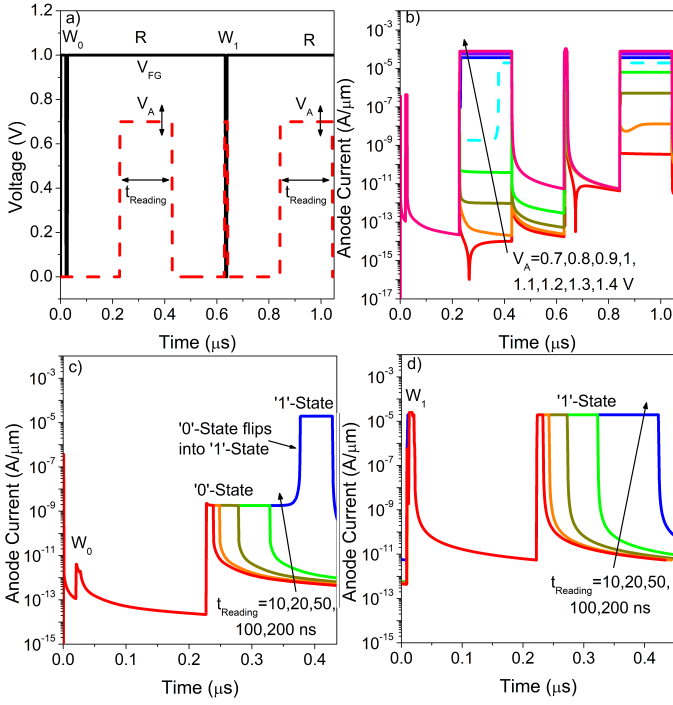 a)
W0 R W1 R
VFG
VA VA
tReading tReading
1.2
1.0
0.8
0.6
0.4
0.2
0.0
Voltage (V)
0.0 0.2 0.4 0.6 0.8 1.0
Time (μs)
b)
10-3
10-5
10-7
10-9
10-11
10-13
10-15
10-17
Anode Current (A/μm)
VA=0.7,0.8,0.9,1,
1.1,1.2,1.3,1.4 V
0.0 0.2 0.4 0.6 0.8 1.0
Time (μs)
c)
10-3
10-5
10-7
10-9
10-11
10-13
10-15
Anode Current (A/μm)
'1'-State
'0'-State flips
into '1'-State
'0'-State
W0
tReading=10,20,50,
100,200 ns
0.0 0.1 0.2 0.3 0.4
Time (μs)
d)
10-3
10-5
10-7
10-9
10-11
10-13
10-15
Anode Current (A/μm)
W1
'1'-State
tReading=10,20,50,
100,200 ns
0.0 0.1 0.2 0.3 0.4
Time (μs)